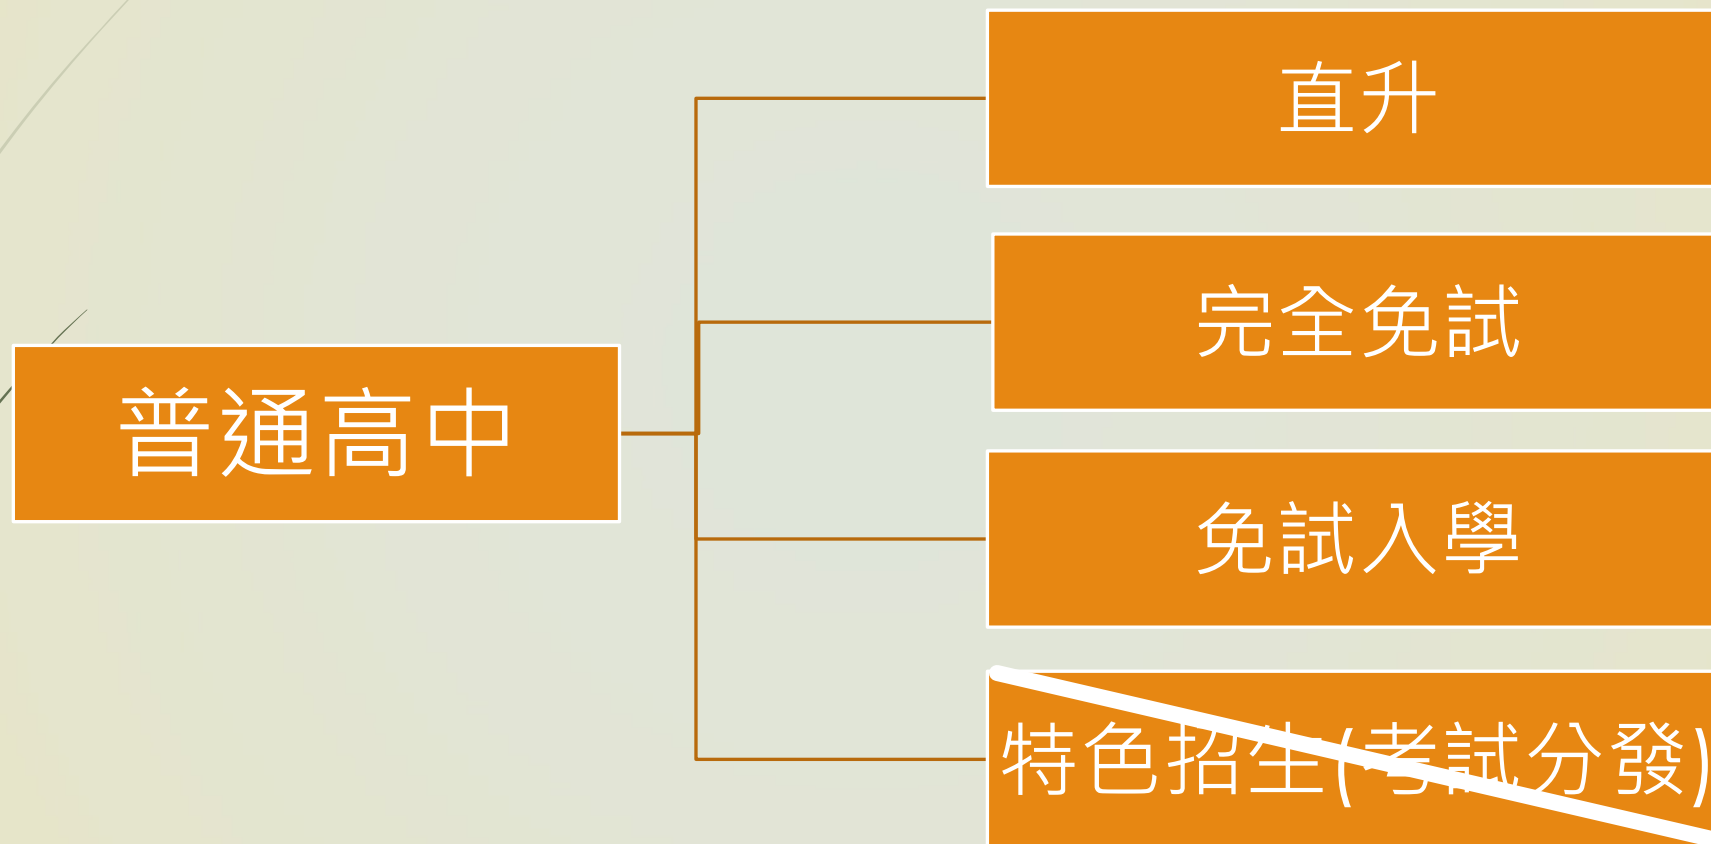 普通高中
直升
完全免試
免試入學
特色招生(考試分發)